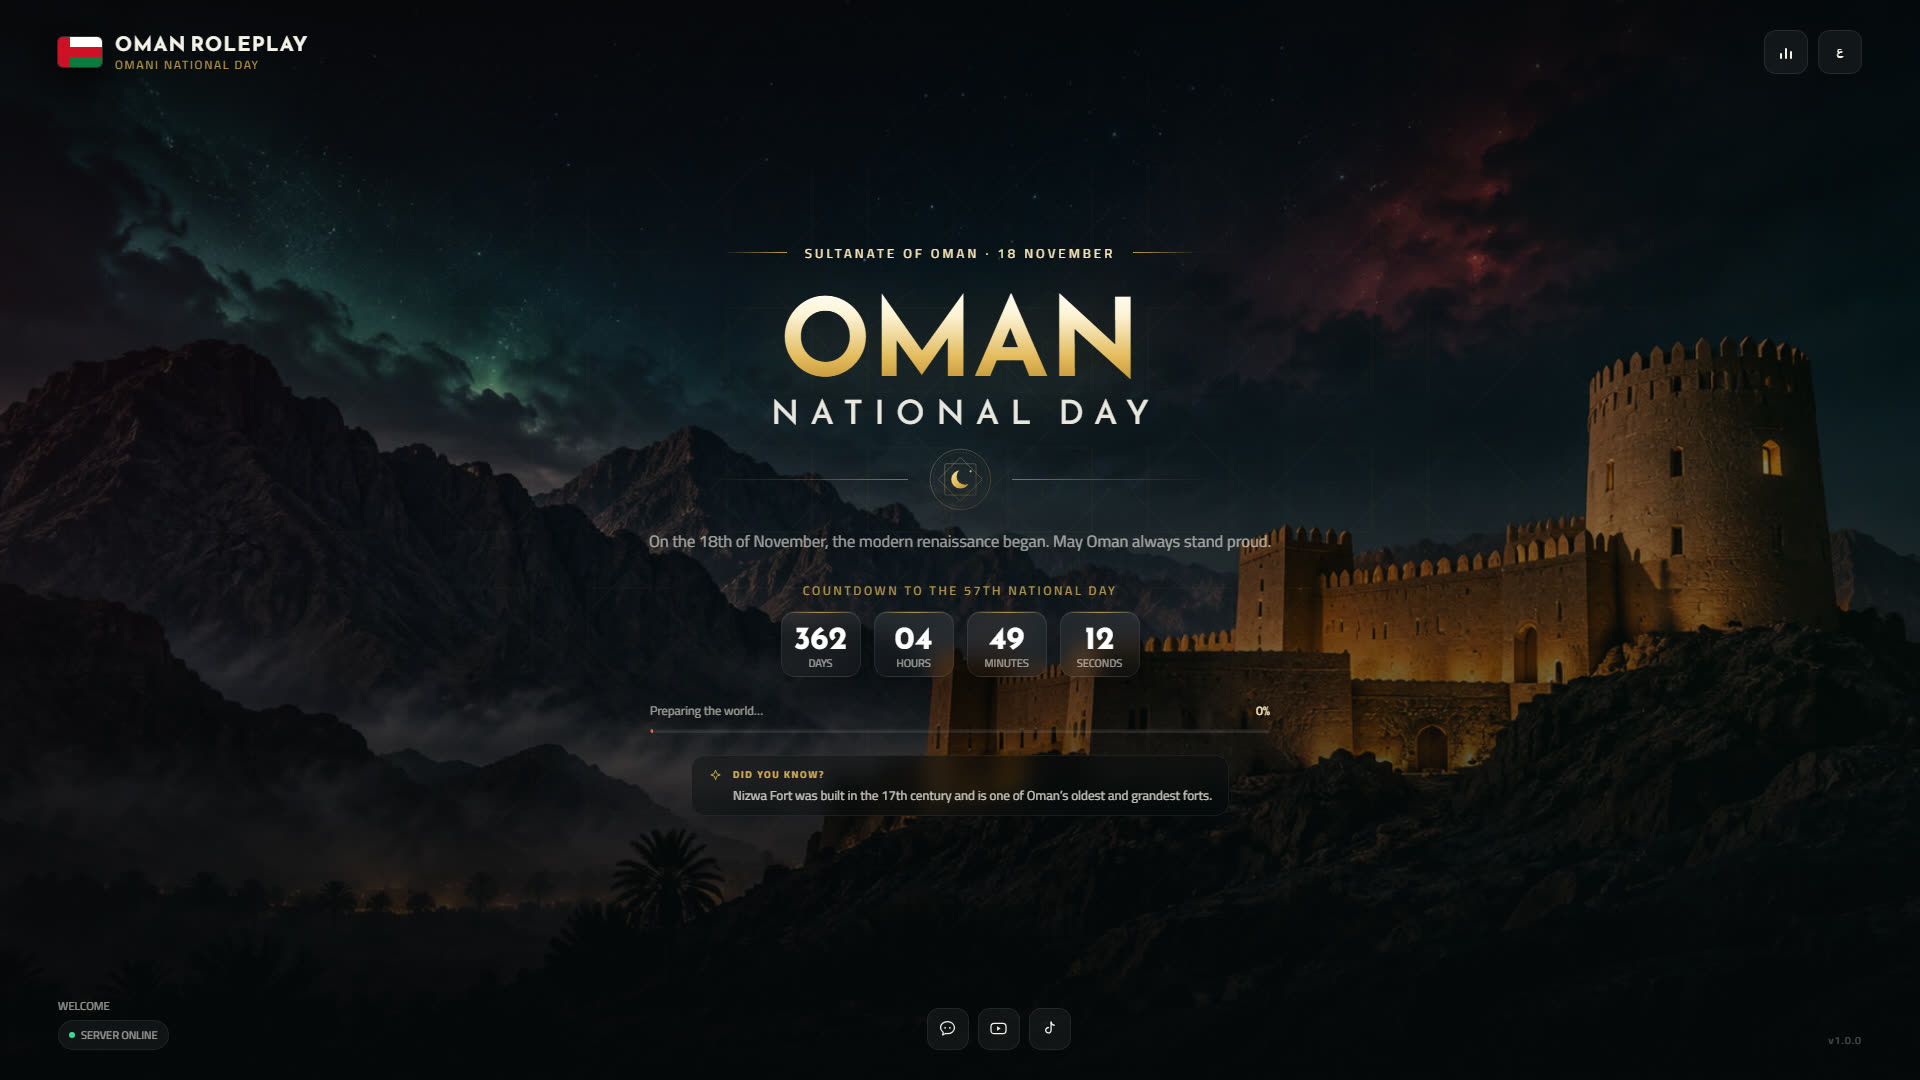 OMAN ROLEPLAY
OMANI NATIONAL DAY
ع
SULTANATE OF OMAN · 18 NOVEMBER
OMAN
NATIONAL DAY
On the 18th of November, the modern renaissance began. May Oman always stand proud.
COUNTDOWN TO THE 57TH NATIONAL DAY
362 04 49 12
DAYS HOURS MINUTES SECONDS
Preparing the world... 0%
DID YOU KNOW?
Nizwa Fort was built in the 17th century and is one of Oman's oldest and grandest forts.
WELCOME
SERVER ONLINE
v1.0.0